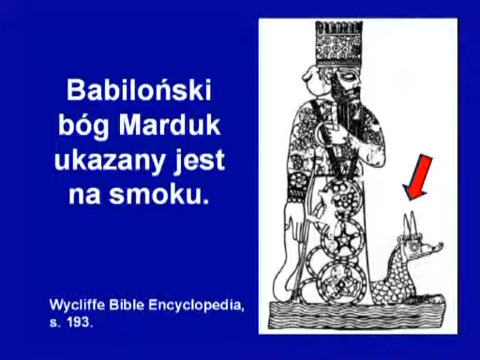 Babiloński
bóg Marduk
ukazany jest
na smoku.
Wycliffe Bible Encyclopedia,
s. 193.